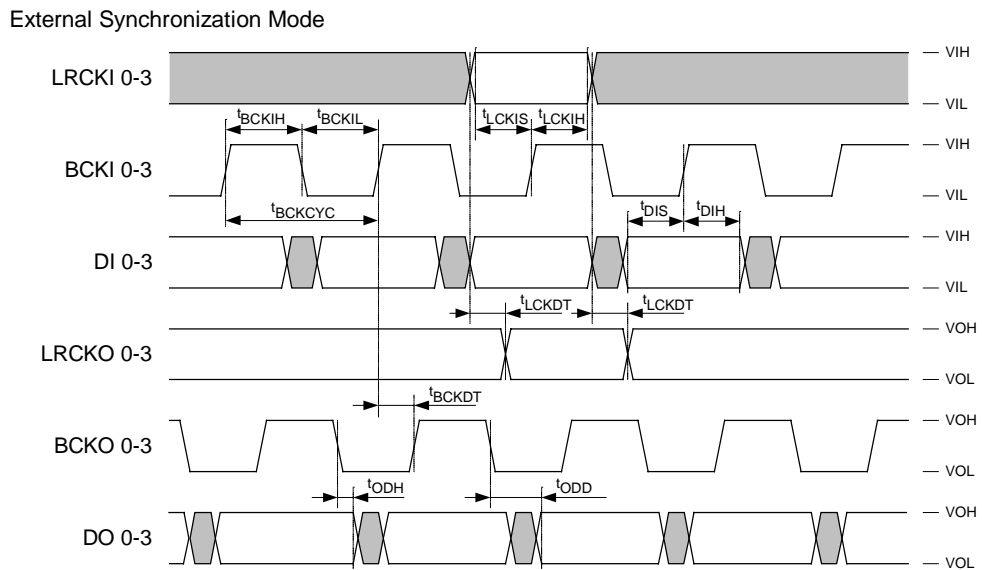 External Synchronization Mode
LRCKI 0-3
VIH
VIL
tBCKIH
tBCKIL
tLCKIS
tLCKIH
BCKI 0-3
VIH
VIL
tBCKCYC
tDIS
tDIH
DI 0-3
VIH
VIL
tLCKDT
tLCKDT
LRCKO 0-3
VOH
VOL
tBCKDT
BCKO 0-3
VOH
VOL
tODH
tODD
DO 0-3
VOH
VOL